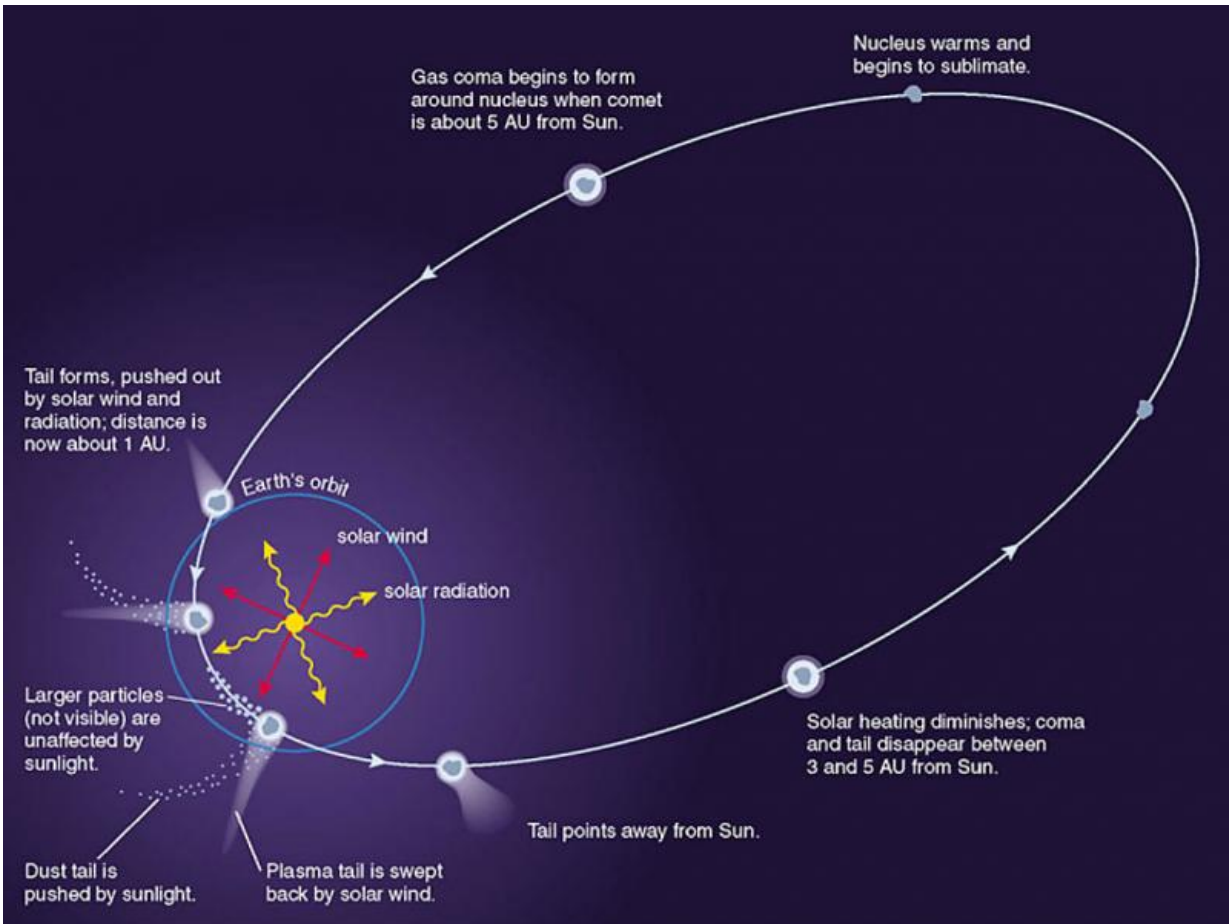 Nucleus warms and
begins to sublimate.
Gas coma begins to form
around nucleus when comet
is about 5 AU from Sun.
Tail forms, pushed out
by solar wind and
radiation; distance is
now about 1 AU.
Earth's orbit
solar wind
solar radiation
Larger particles
(not visible) are
unaffected by
sunlight.
Solar heating diminishes; coma
and tail disappear between
3 and 5 AU from Sun.
Tail points away from Sun.
Dust tail is
pushed by sunlight.
Plasma tail is swept
back by solar wind.